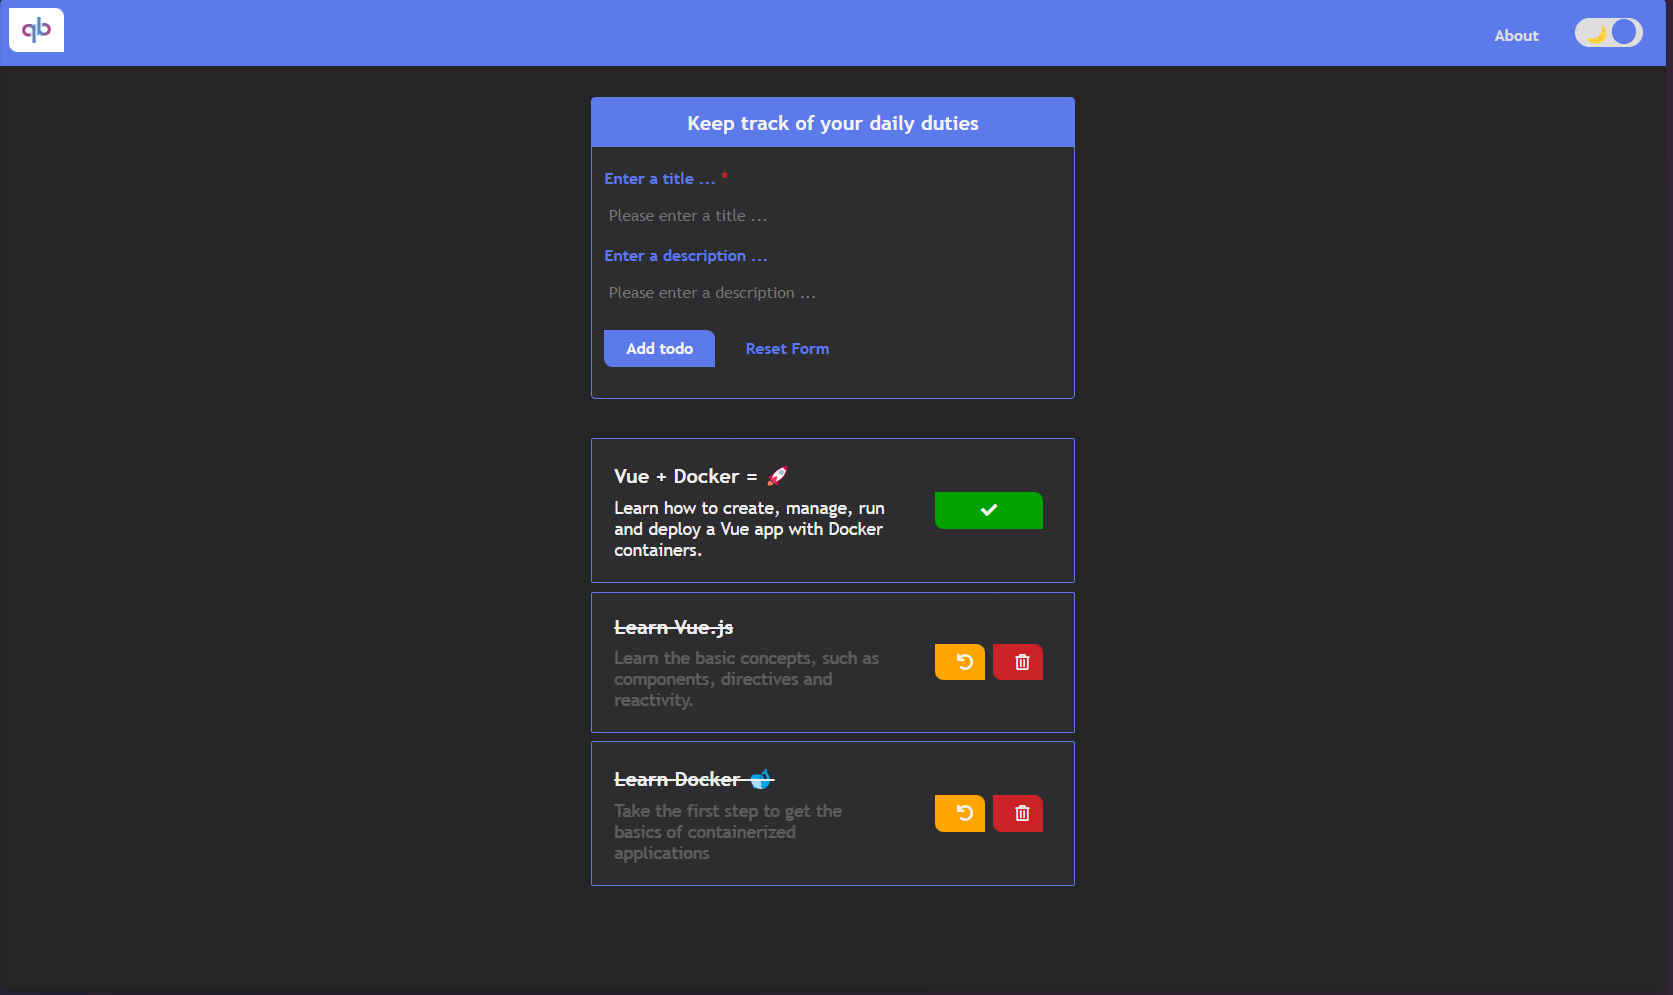 qb
About
Keep track of your daily duties
Enter a title ... *
Please enter a title ...
Enter a description ...
Please enter a description ...
Add todo
Reset Form
Vue + Docker = 🚀
Learn how to create, manage, run
and deploy a Vue app with Docker
containers.
Learn Vue.js
Learn the basic concepts, such as
components, directives and
reactivity.
Learn Docker 🐋
Take the first step to get the
basics of containerized
applications